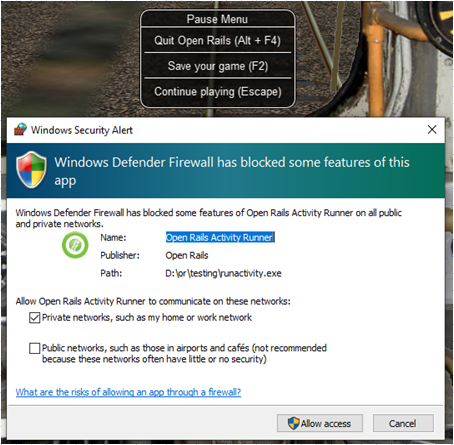 Pause Menu
Quit Open Rails (Alt + F4)
Save your game (F2)
Continue playing (Escape)
Windows Security Alert
Windows Defender Firewall has blocked some features of this
app
Windows Defender Firewall has blocked some features of Open Rails Activity Runner on all public
and private networks.
Name: Open Rails Activity Runner
Publisher: Open Rails
Path: D:\or\testing\runactivity.exe
Allow Open Rails Activity Runner to communicate on these networks:
Private networks, such as my home or work network
Public networks, such as those in airports and cafés (not recommended
because these networks often have little or no security)
What are the risks of allowing an app through a firewall?
Allow access Cancel